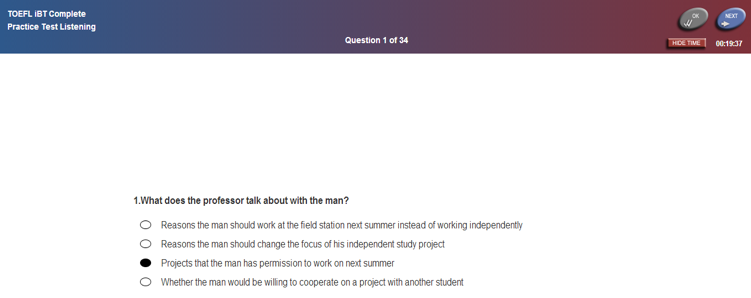 TOEFL iBT Complete
Practice Test Listening
Question 1 of 34
OK
NEXT
HIDE TIME
00:19:37
1.What does the professor talk about with the man?
Reasons the man should work at the field station next summer instead of working independently
Reasons the man should change the focus of his independent study project
Projects that the man has permission to work on next summer
Whether the man would be willing to cooperate on a project with another student